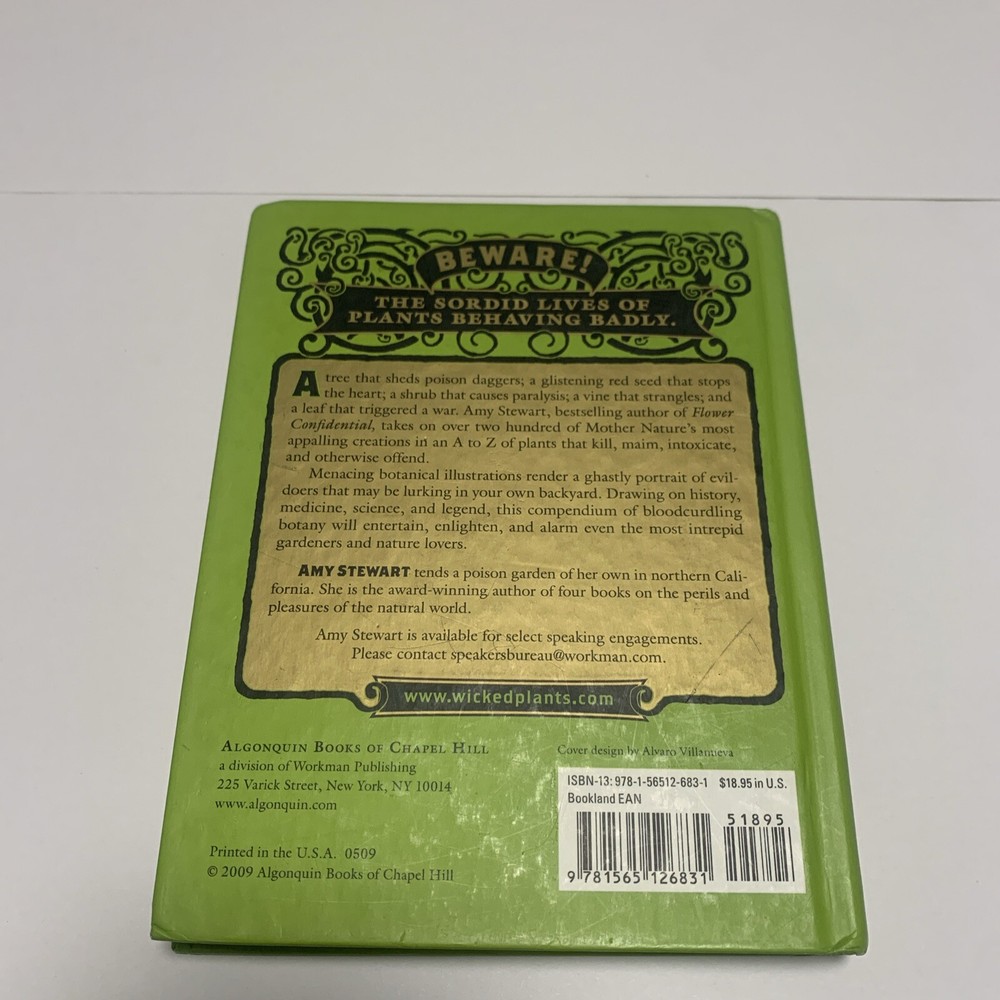 BEWARE!
THE SORDID LIVES OF
PLANTS BEHAVING BADLY.
A tree that sheds poison daggers; a glistening red seed that stops
the heart; a shrub that causes paralysis; a vine that strangles; and
a leaf that triggered a war. Amy Stewart, bestselling author of Flower
Confidential, takes on over two hundred of Mother Nature's most
appalling creations in an A to Z of plants that kill, maim, intoxicate,
and otherwise offend.
Menacing botanical illustrations render a ghastly portrait of evil-
doers that may be lurking in your own backyard. Drawing on history,
medicine, science, and legend, this compendium of bloodcurdling
botany will entertain, enlighten, and alarm even the most intrepid
gardeners and nature lovers.
AMY STEWART tends a poison garden of her own in northern Cali-
fornia. She is the award-winning author of four books on the perils and
pleasures of the natural world.
Amy Stewart is available for select speaking engagements.
Please contact speakersbureau@workman.com.
www.wickedplants.com
ALGONQUIN BOOKS OF CHAPEL HILL
a division of Workman Publishing
225 Varick Street, New York, NY 10014
www.algonquin.com
Printed in the U.S.A. 0509
© 2009 Algonquin Books of Chapel Hill
Cover design by Alvaro Villanueva
ISBN-13: 978-1-56512-683-1 $18.95 in U.S.
Bookland EAN
51895
9 781565 126831